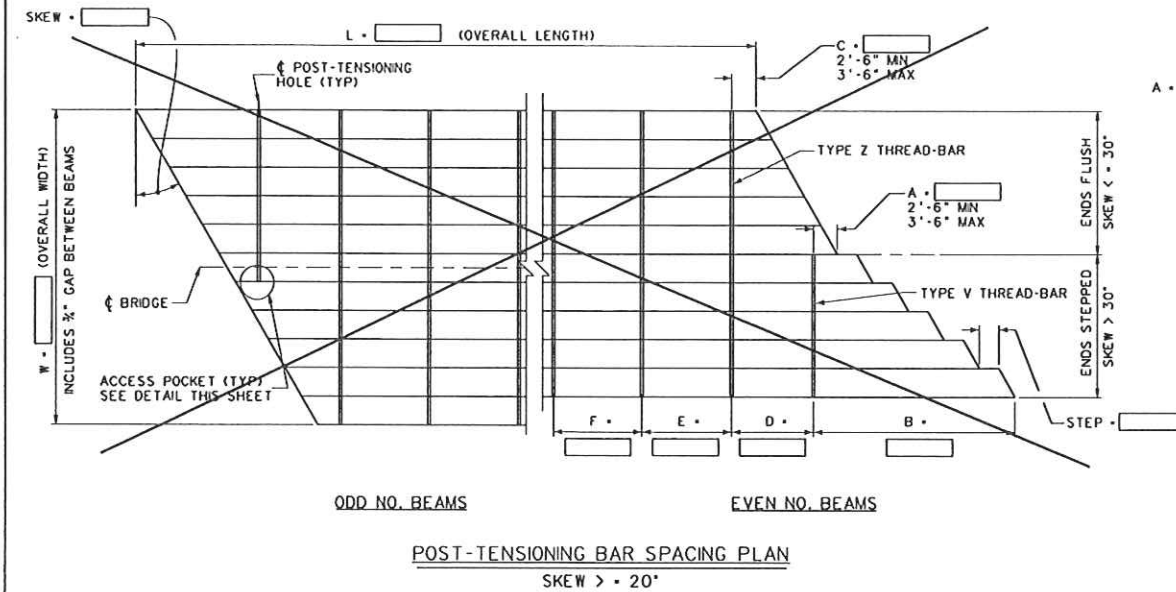 SKEW =
L = (OVERALL LENGTH)
℄ POST-TENSIONING
HOLE (TYP)
C =
2'-6" MIN
3'-6" MAX
A =
TYPE Z THREAD-BAR
A =
2'-6" MIN
3'-6" MAX
ENDS FLUSH
SKEW < = 30°
W = (OVERALL WIDTH)
INCLUDES ¾" GAP BETWEEN BEAMS
℄ BRIDGE
TYPE V THREAD-BAR
ENDS STEPPED
SKEW > 30°
ACCESS POCKET (TYP)
SEE DETAIL THIS SHEET
F =
E =
D =
B =
STEP =
ODD NO. BEAMS
EVEN NO. BEAMS
POST-TENSIONING BAR SPACING PLAN
SKEW > = 20°